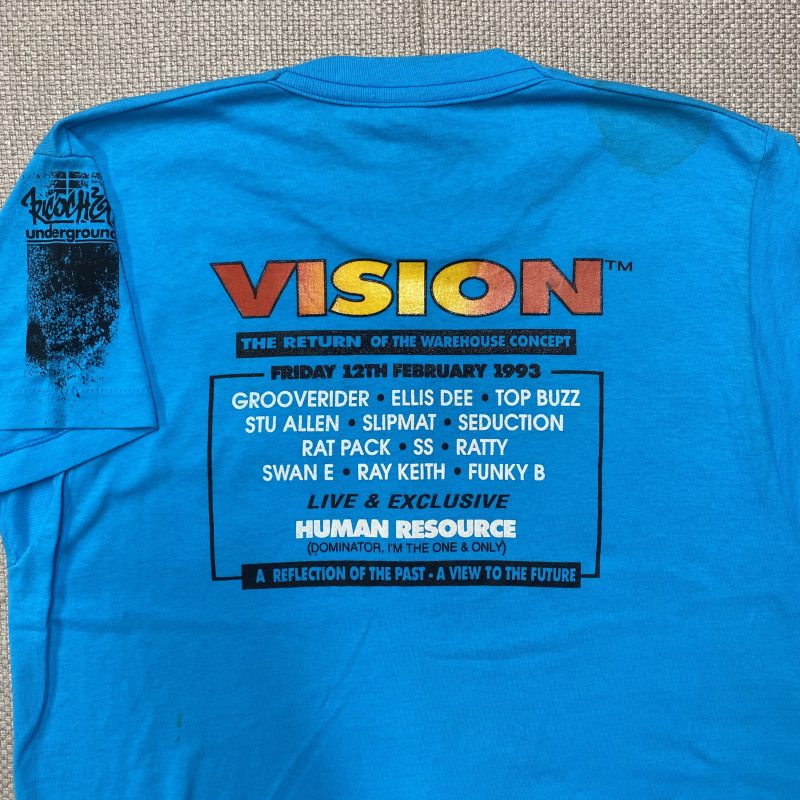 VISION™
THE RETURN OF THE WAREHOUSE CONCEPT
FRIDAY 12TH FEBRUARY 1993
GROOVERIDER • ELLIS DEE • TOP BUZZ
STU ALLEN • SLIPMAT • SEDUCTION
RAT PACK • SS • RATTY
SWAN E • RAY KEITH • FUNKY B
LIVE & EXCLUSIVE
HUMAN RESOURCE
(DOMINATOR, I'M THE ONE & ONLY)
A REFLECTION OF THE PAST - A VIEW TO THE FUTURE
underground